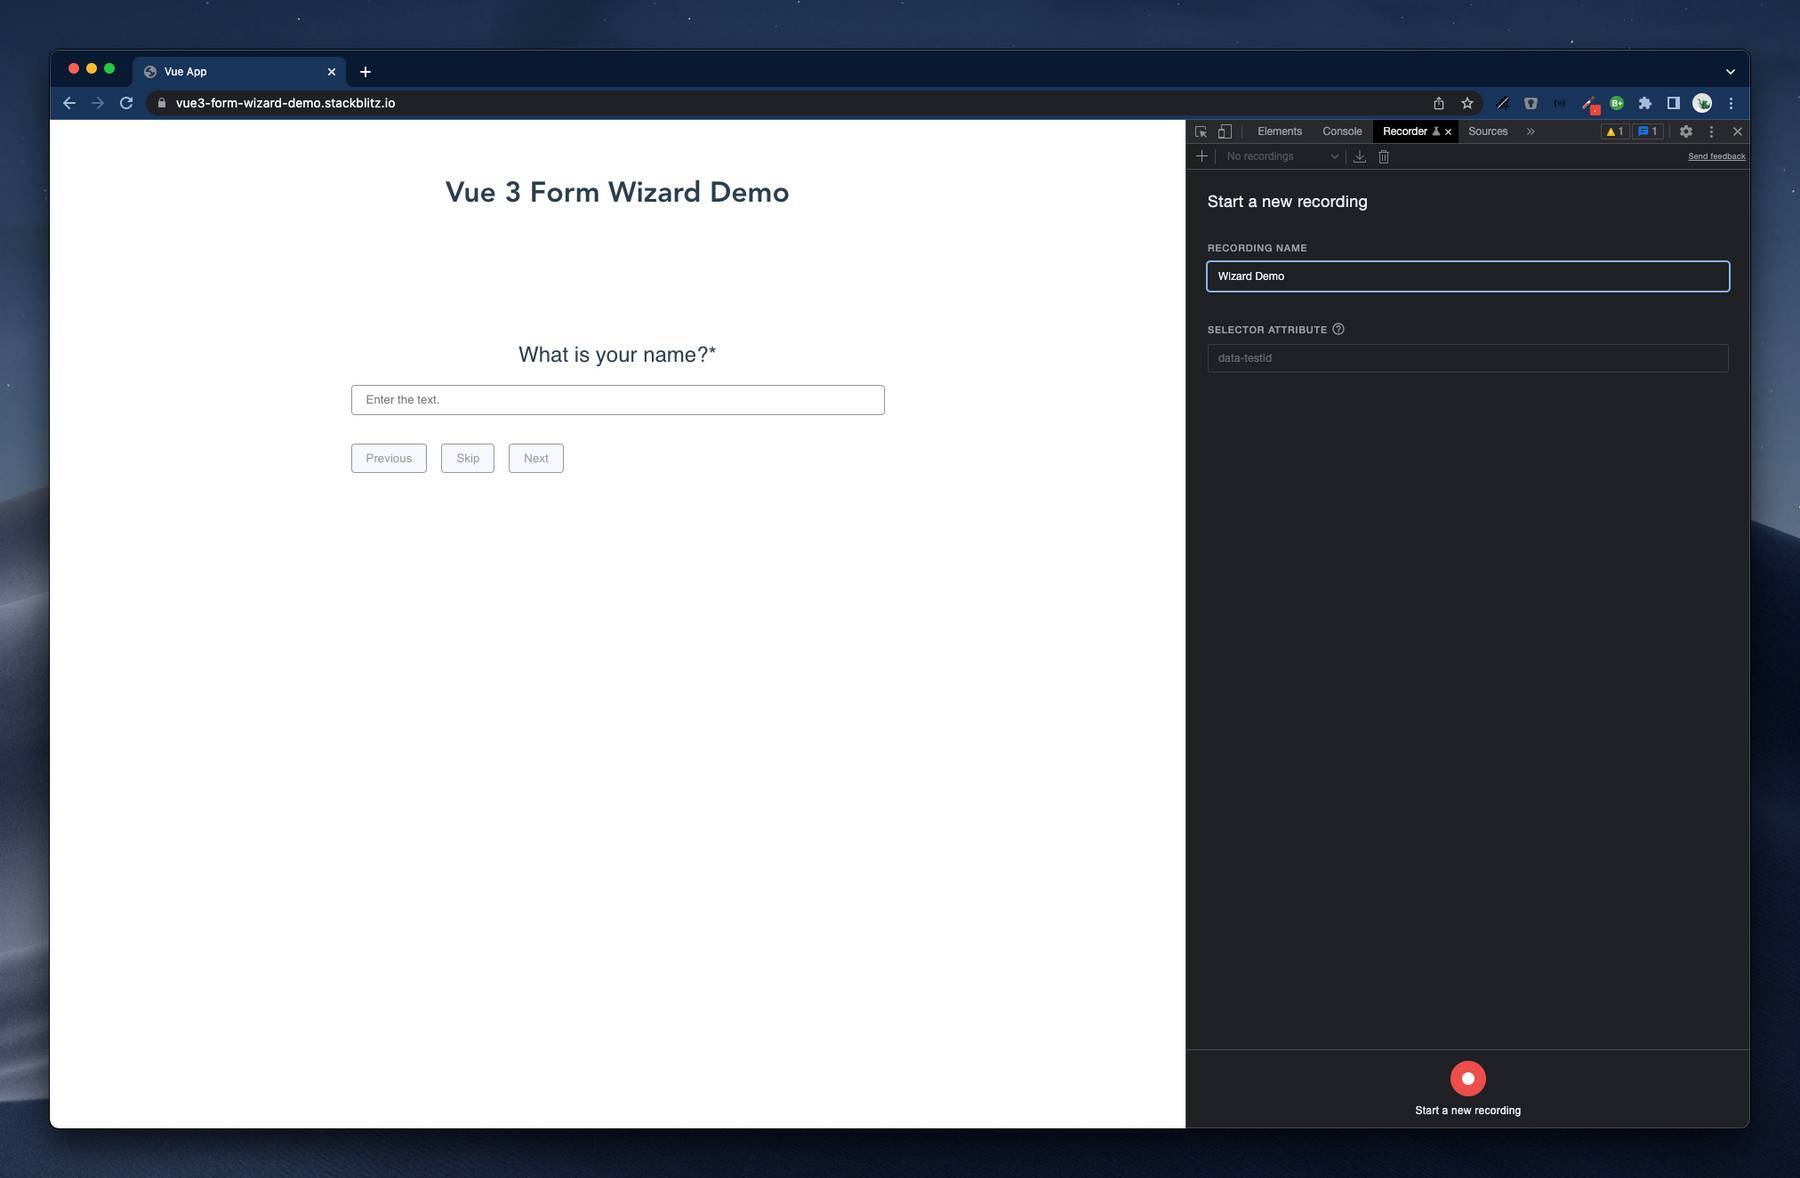 Vue App
vue3-form-wizard-demo.stackblitz.io
B+
Elements
Console
Recorder
Sources
1
1
No recordings
Send feedback
Vue 3 Form Wizard Demo
What is your name?*
Enter the text.
Previous
Skip
Next
Start a new recording
RECORDING NAME
Wizard Demo
SELECTOR ATTRIBUTE
data-testid
Start a new recording